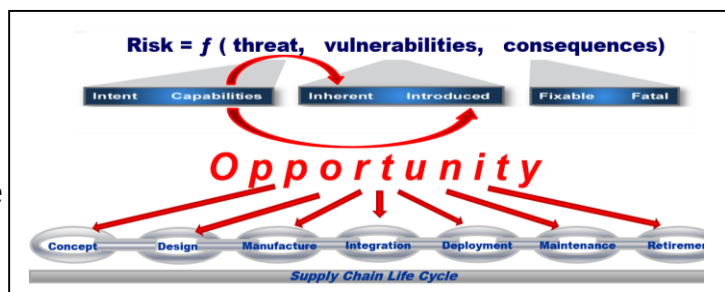 Risk = ƒ ( threat, vulnerabilities, consequences)
Intent Capabilities Inherent Introduced Fixable Fatal
Opportunity
e
Concept Design Manufacture Integration Deployment Maintenance Retireme
Supply Chain Life Cycle